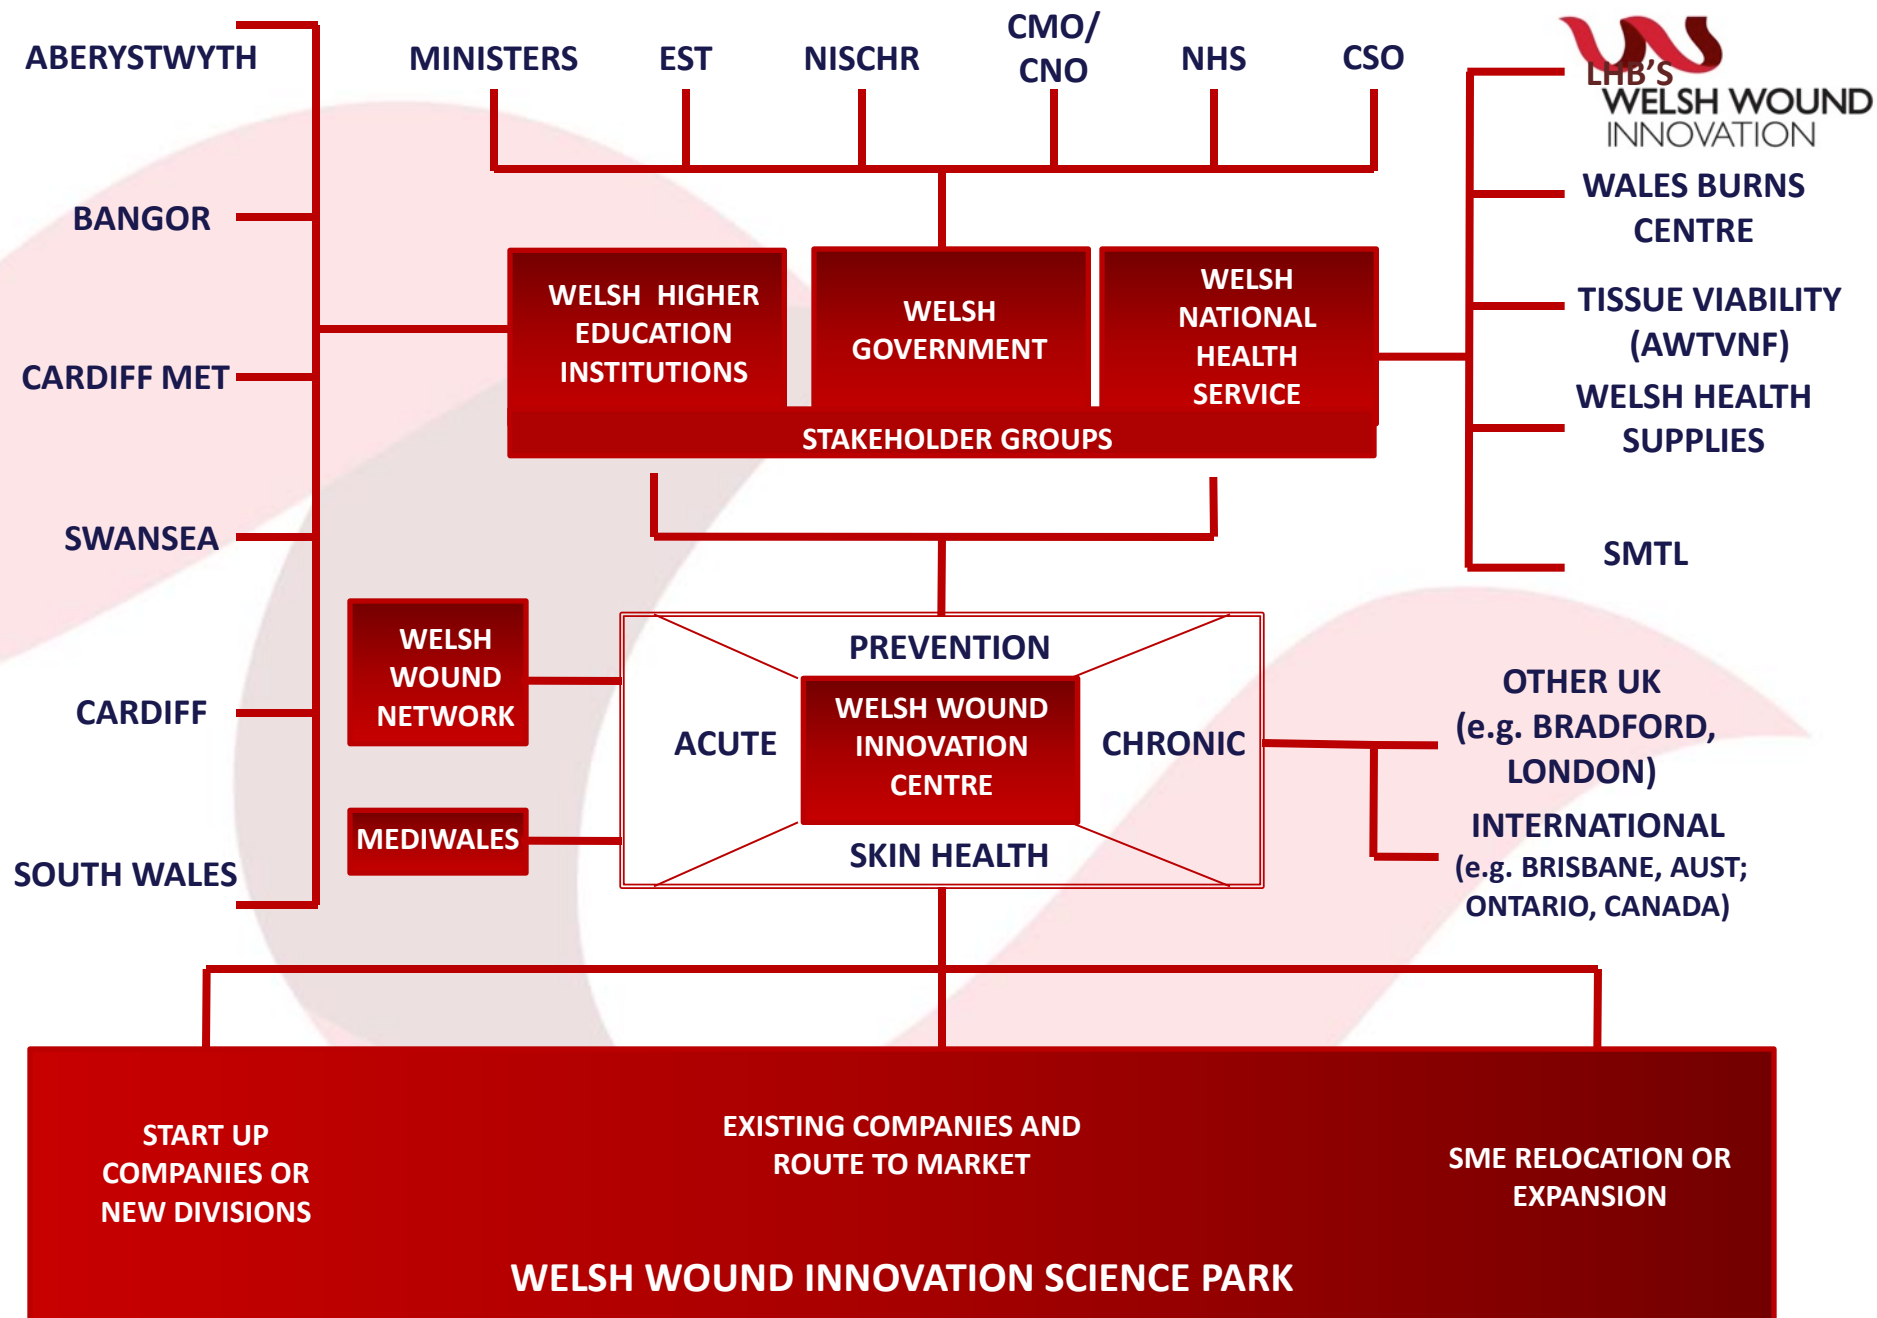 ABERYSTWYTH
BANGOR
CARDIFF MET
SWANSEA
CARDIFF
SOUTH WALES
MINISTERS
EST
NISCHR
CMO/
CNO
NHS
CSO
LHB'S
WELSH WOUND
INNOVATION
WALES BURNS
CENTRE
TISSUE VIABILITY
(AWTVNF)
WELSH HEALTH
SUPPLIES
SMTL
WELSH HIGHER
EDUCATION
INSTITUTIONS
WELSH
GOVERNMENT
WELSH
NATIONAL
HEALTH
SERVICE
STAKEHOLDER GROUPS
WELSH
WOUND
NETWORK
MEDIWALES
PREVENTION
ACUTE
WELSH WOUND
INNOVATION
CENTRE
CHRONIC
SKIN HEALTH
OTHER UK
(e.g. BRADFORD,
LONDON)
INTERNATIONAL
(e.g. BRISBANE, AUST;
ONTARIO, CANADA)
START UP
COMPANIES OR
NEW DIVISIONS
EXISTING COMPANIES AND
ROUTE TO MARKET
SME RELOCATION OR
EXPANSION
WELSH WOUND INNOVATION SCIENCE PARK